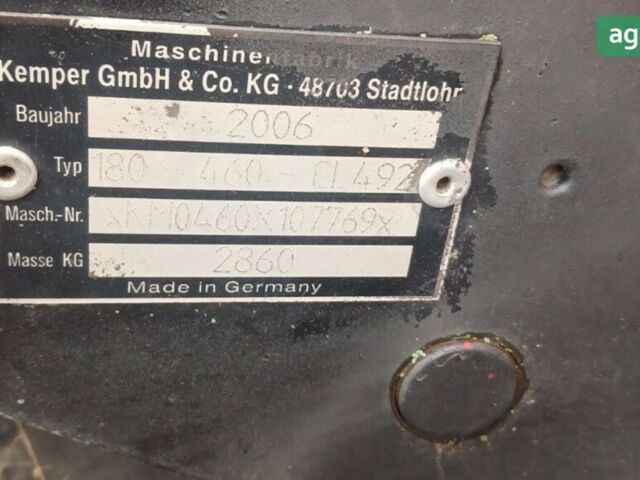 ag
Maschinenfabrik
Kemper GmbH & Co. KG · 48703 Stadtlohn
Baujahr 2006
Typ 180 - 460 - CL492
Masch.-Nr. xKM0460X107769x
Masse KG 2860
Made in Germany